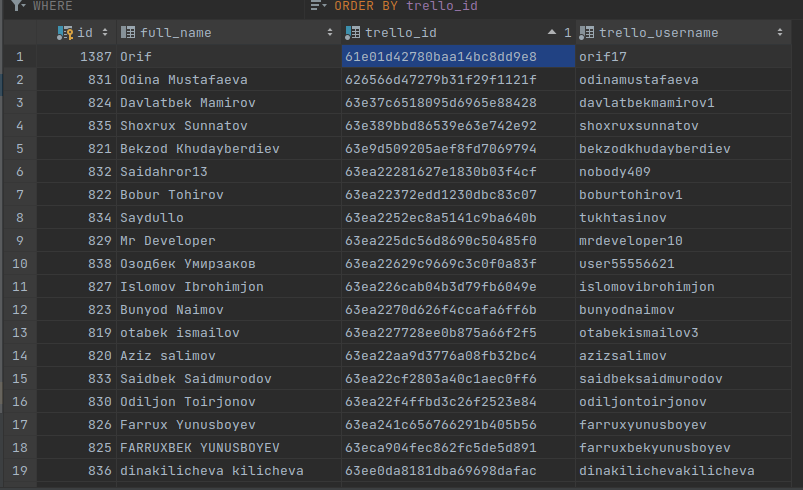 WHERE ORDER BY trello_id
id full_name trello_id 1 trello_username
1 1387 Orif 61e01d42780baa14bc8dd9e8 orif17
2 831 Odina Mustafaeva 626566d47279b31f29f1121f odinamustafaeva
3 824 Davlatbek Mamirov 63e37c6518095d6965e88428 davlatbekmamirov1
4 835 Shoxrux Sunnatov 63e389bbd86539e63e742e92 shoxruxsunnatov
5 821 Bekzod Khudayberdiev 63e9d509205aef8fd7069794 bekzodkhudayberdiev
6 832 Saidahror13 63ea22281627e1830b03f4cf nobody409
7 822 Bobur Tohirov 63ea22372edd1230dbc83c07 boburtohirov1
8 834 Saydullo 63ea2252ec8a5141c9ba640b tukhtasinov
9 829 Mr Developer 63ea225dc56d8690c50485f0 mrdeveloper10
10 838 Озодбек Умирзаков 63ea22629c9669c3c0f0a83f user55556621
11 827 Islomov Ibrohimjon 63ea226cab04b3d79fb6049e islomovibrohimjon
12 823 Bunyod Naimov 63ea2270d626f4ccafa6ff6b bunyodnaimov
13 819 otabek ismailov 63ea227728ee0b875a66f2f5 otabekismailov3
14 820 Aziz salimov 63ea22aa9d3776a08fb32bc4 azizsalimov
15 833 Saidbek Saidmurodov 63ea22cf2803a40c1aec0ff6 saidbeksaidmurodov
16 830 Odiljon Toirjonov 63ea22f4ffbd3c26f2523e84 odiljontoirjonov
17 826 Farrux Yunusboyev 63ea241c656766291b405b56 farruxyunusboyev
18 825 FARRUXBEK YUNUSBOYEV 63eca904fec862fc5de5d891 farruxbekyunusboyev
19 836 dinakilicheva kilicheva 63ee0da8181dba69698dafac dinakilichevakilicheva